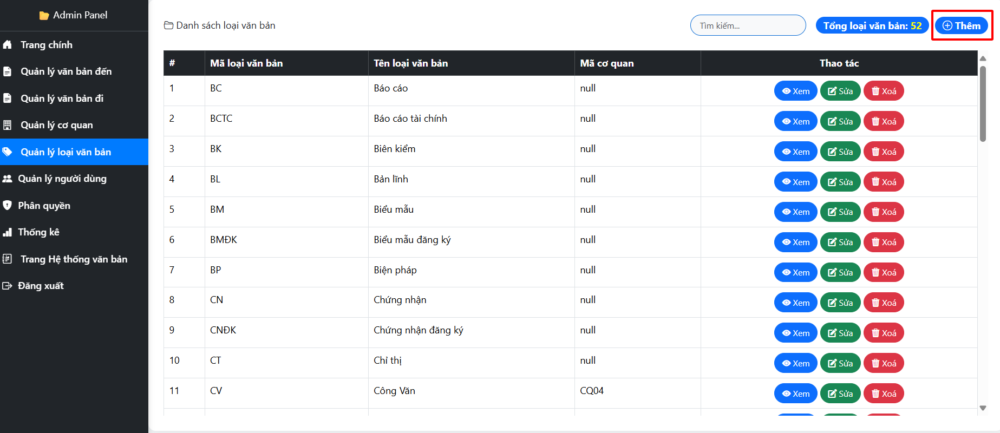 Admin Panel
Trang chính
Quản lý văn bản đến
Quản lý văn bản đi
Quản lý cơ quan
Quản lý loại văn bản
Quản lý người dùng
Phân quyền
Thống kê
Trang Hệ thống văn bản
Đăng xuất
Danh sách loại văn bản
Tìm kiếm...
Tổng loại văn bản: 52
Thêm
# Mã loại văn bản Tên loại văn bản Mã cơ quan Thao tác
1 BC Báo cáo null Xem Sửa Xoá
2 BCTC Báo cáo tài chính null Xem Sửa Xoá
3 BK Biên kiểm null Xem Sửa Xoá
4 BL Bản lĩnh null Xem Sửa Xoá
5 BM Biểu mẫu null Xem Sửa Xoá
6 BMĐK Biểu mẫu đăng ký null Xem Sửa Xoá
7 BP Biện pháp null Xem Sửa Xoá
8 CN Chứng nhận null Xem Sửa Xoá
9 CNĐK Chứng nhận đăng ký null Xem Sửa Xoá
10 CT Chỉ thị null Xem Sửa Xoá
11 CV Công Văn CQ04 Xem Sửa Xoá